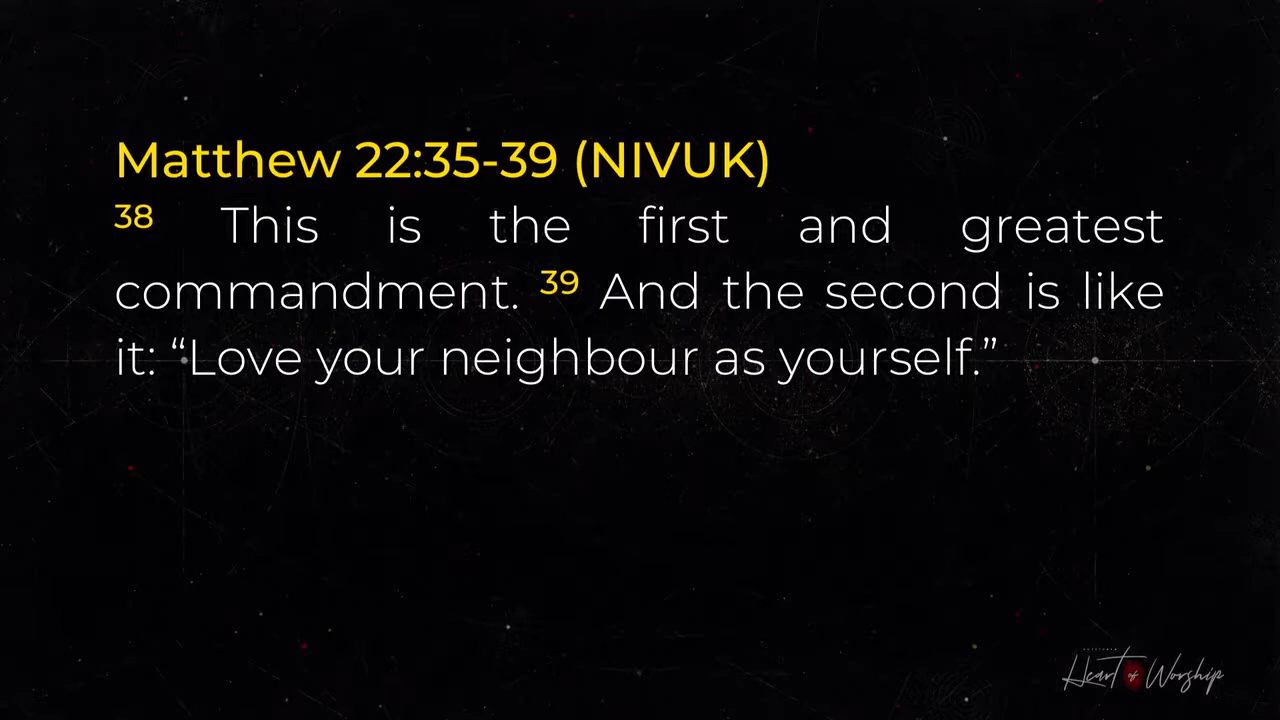 Matthew 22:35-39 (NIVUK)
38 This is the first and greatest
commandment. 39 And the second is like
it: “Love your neighbour as yourself.”
Heart of Worship